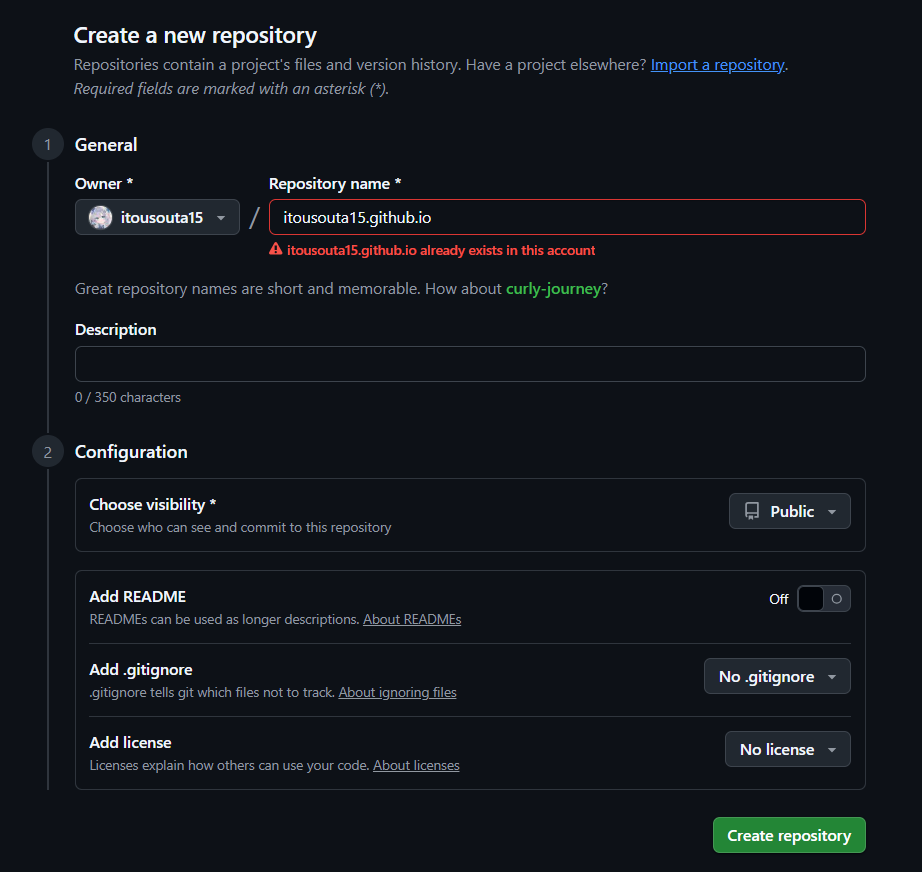 Create a new repository
Repositories contain a project's files and version history. Have a project elsewhere? Import a repository.
Required fields are marked with an asterisk (*).
1
General
Owner *
Repository name *
itousouta15
/
itousouta15.github.io
itousouta15.github.io already exists in this account
Great repository names are short and memorable. How about curly-journey?
Description
0 / 350 characters
2
Configuration
Choose visibility *
Choose who can see and commit to this repository
Public
Add README
READMEs can be used as longer descriptions. About READMEs
Off
Add .gitignore
.gitignore tells git which files not to track. About ignoring files
No .gitignore
Add license
Licenses explain how others can use your code. About licenses
No license
Create repository